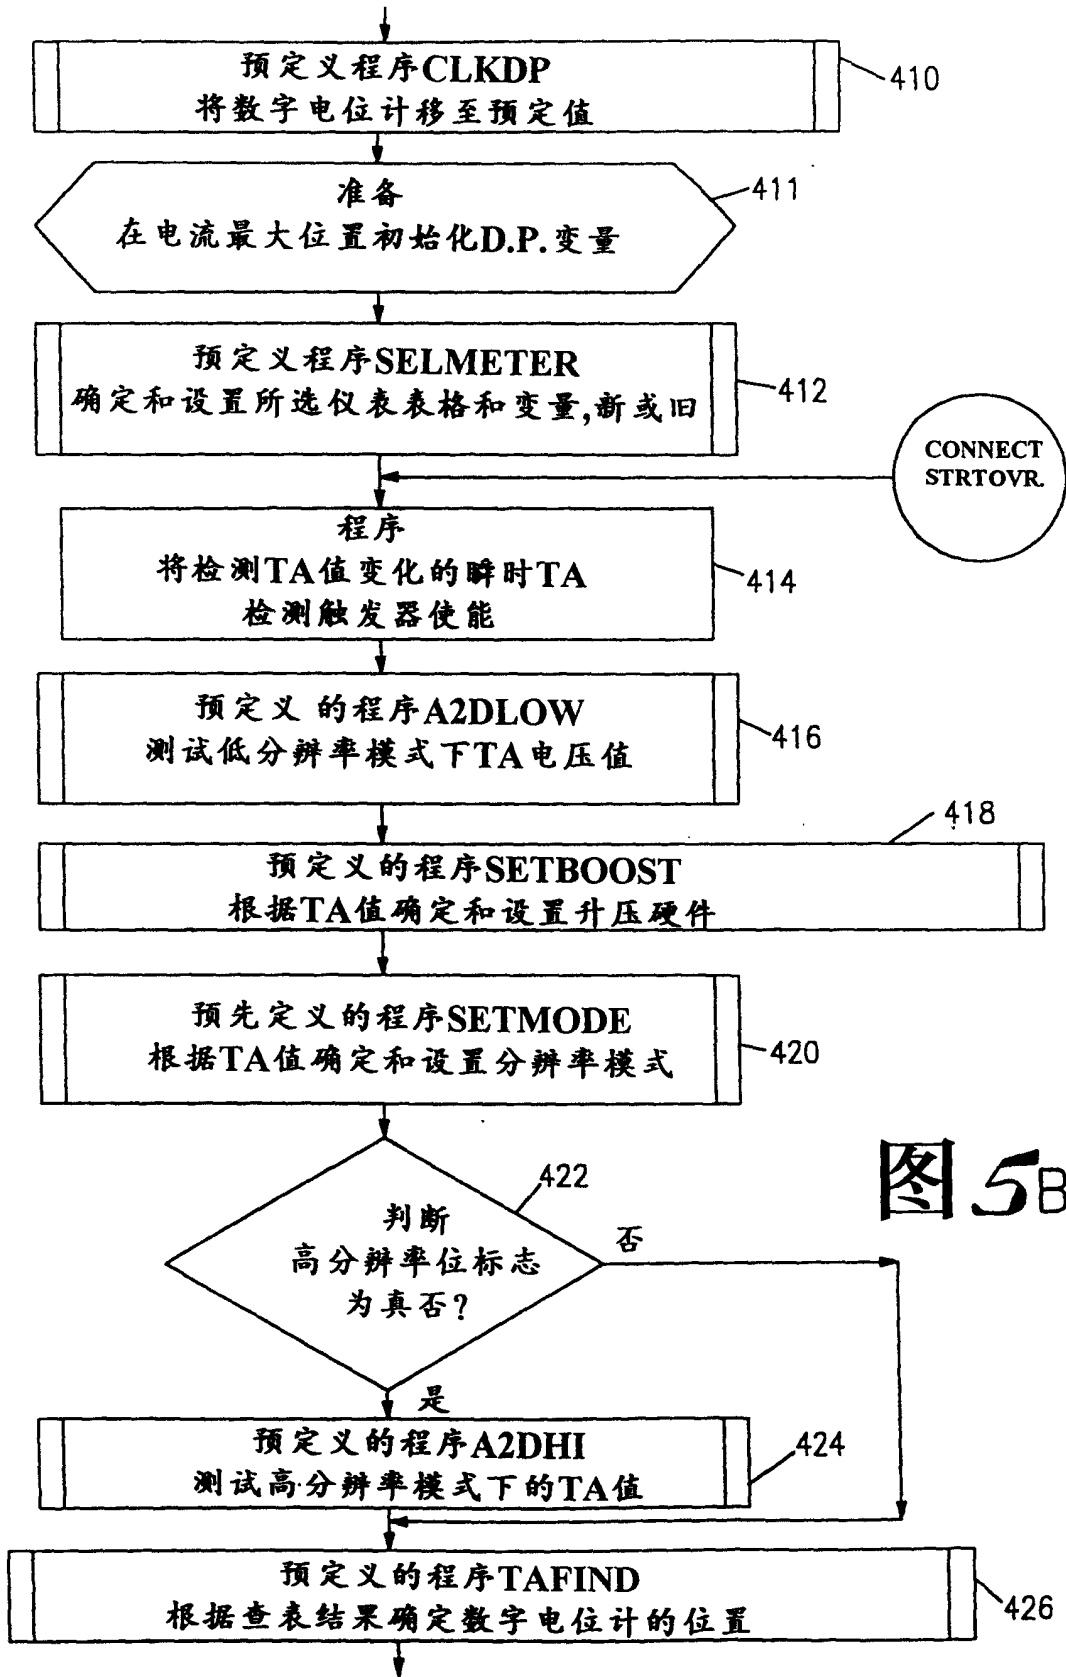 预定义程序CLKDP
将数字电位计移至预定值
410
准备
在电流最大位置初始化D.P.变量
411
预定义程序SELMETER
确定和设置所选仪表表格和变量,新或旧
412
CONNECT
STRTOVR.
程序
将检测TA值变化的瞬时TA
检测触发器使能
414
预定义 的程序A2DLOW
测试低分辨率模式下TA电压值
416
418
预定义的程序SETBOOST
根据TA值确定和设置升压硬件
预先定义的程序SETMODE
根据TA值确定和设置分辨率模式
420
图 5B
422
判断
高分辨率位标志
为真否?
否
是
预定义的程序A2DHI
测试高分辨率模式下的TA值
424
预定义的程序TAFIND
根据查表结果确定数字电位计的位置
426